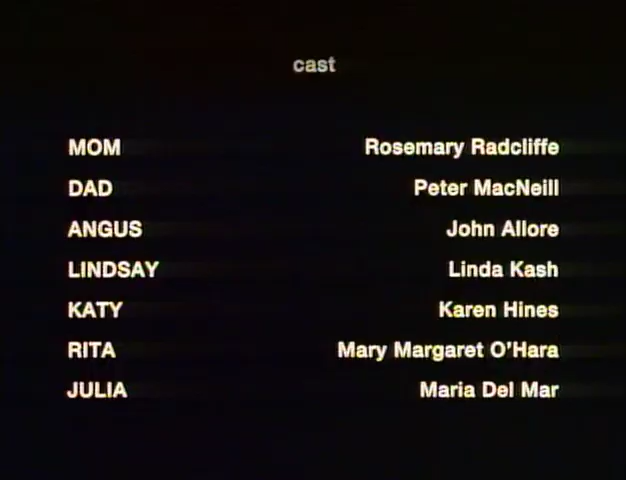 cast
MOM Rosemary Radcliffe
DAD Peter MacNeill
ANGUS John Allore
LINDSAY Linda Kash
KATY Karen Hines
RITA Mary Margaret O'Hara
JULIA Maria Del Mar